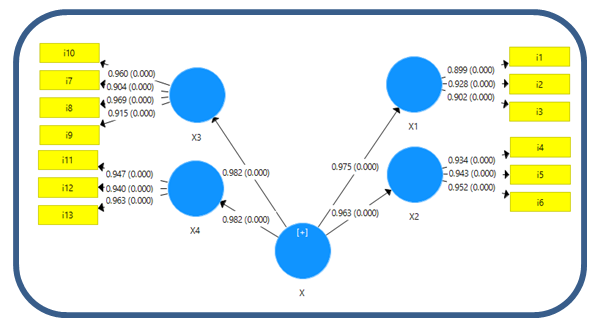 i10
i7
i8
i9
0.960 (0.000)
0.904 (0.000)
0.969 (0.000)
0.915 (0.000)
X3
i11
i12
i13
0.947 (0.000)
0.940 (0.000)
0.963 (0.000)
X4
i1
i2
i3
0.899 (0.000)
0.928 (0.000)
0.902 (0.000)
X1
i4
i5
i6
0.934 (0.000)
0.943 (0.000)
0.952 (0.000)
X2
0.982 (0.000)
0.975 (0.000)
0.982 (0.000)
0.963 (0.000)
[+]
X